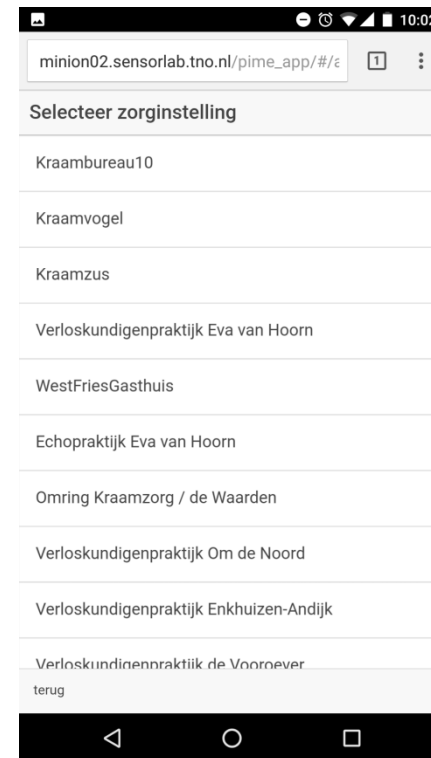 10:02
minion02.sensorlab.tno.nl/pime_app/#/a
1
Selecteer zorginstelling
Kraambureau10
Kraamvogel
Kraamzus
Verloskundigenpraktijk Eva van Hoorn
WestFriesGasthuis
Echopraktijk Eva van Hoorn
Omring Kraamzorg / de Waarden
Verloskundigenpraktijk Om de Noord
Verloskundigenpraktijk Enkhuizen-Andijk
Verloskundigenpraktijk de Vooroever
terug